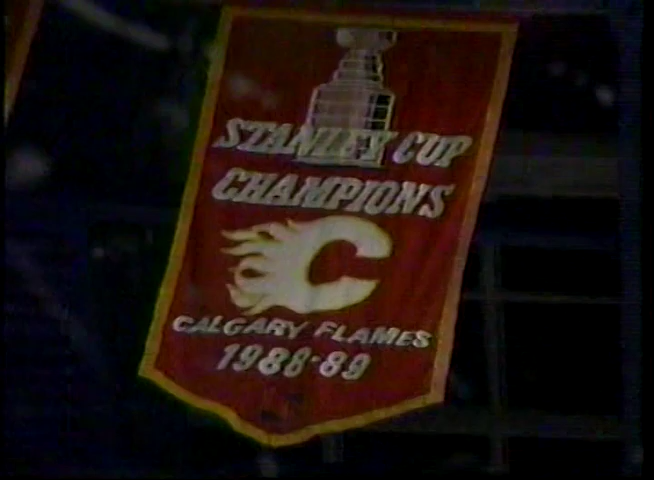 STANLEY CUP
CHAMPIONS
C
CALGARY FLAMES
1988-89